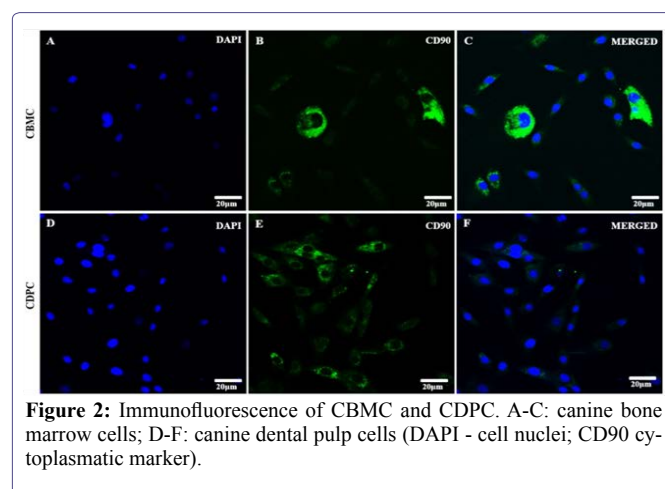 A DAPI B CD90 C MERGED
CBMC
20μm 20μm 20μm
D DAPI E CD90 F MERGED
CDPC
20μm 20μm 20μm
Figure 2: Immunofluorescence of CBMC and CDPC. A-C: canine bone
marrow cells; D-F: canine dental pulp cells (DAPI - cell nuclei; CD90 cy-
toplasmatic marker).